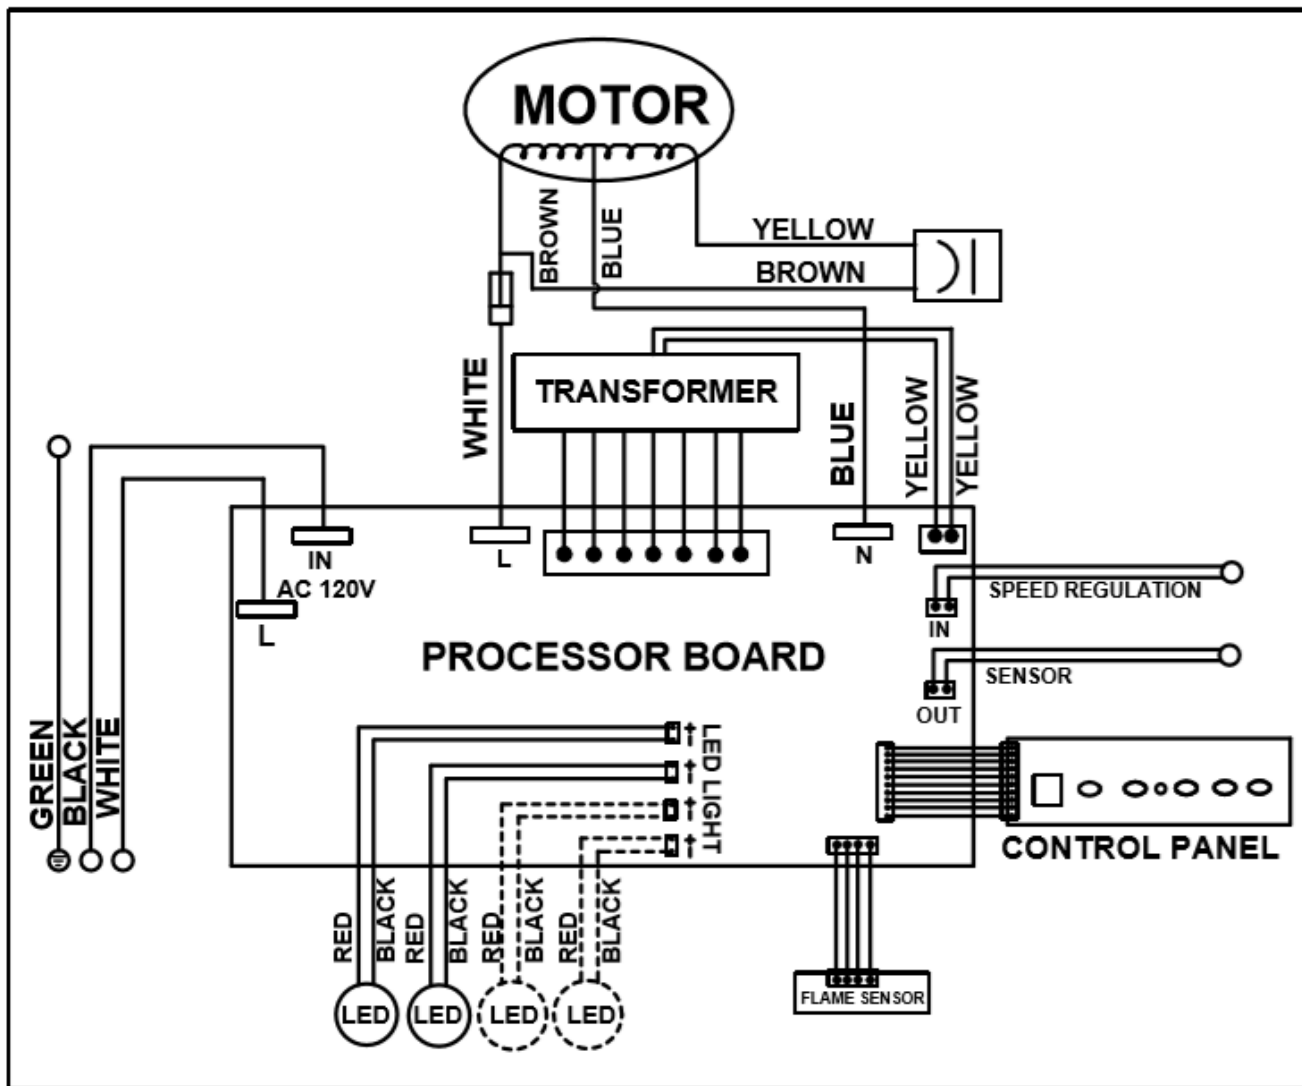 MOTOR
BROWN
BLUE
YELLOW
BROWN
WHITE
TRANSFORMER
BLUE
YELLOW
YELLOW
IN
AC 120V
L
L
N
SPEED REGULATION
IN
SENSOR
OUT
PROCESSOR BOARD
GREEN
BLACK
WHITE
+ -
+ -
+ -
+ -
LED LIGHT
CONTROL PANEL
RED
BLACK
RED
BLACK
RED
BLACK
RED
BLACK
LED
LED
LED
LED
FLAME SENSOR